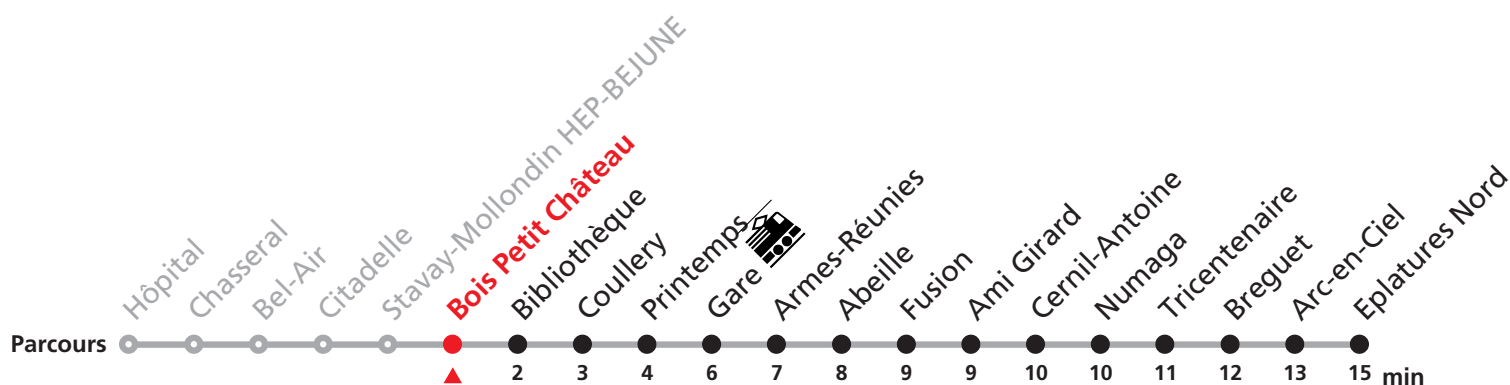 Hôpital
Chasseral
Bel-Air
Citadelle
Stavay-Mollondin HEP-BEJUNE
Bois Petit Château
Bibliothèque
Coullery
Printemps
Gare
Armes-Réunies
Abeille
Fusion
Ami Girard
Cernil-Antoine
Numaga
Tricentenaire
Breguet
Arc-en-Ciel
Eplatures Nord
Parcours
2 3 4 6 7 8 9 9 10 10 11 12 13 15 min